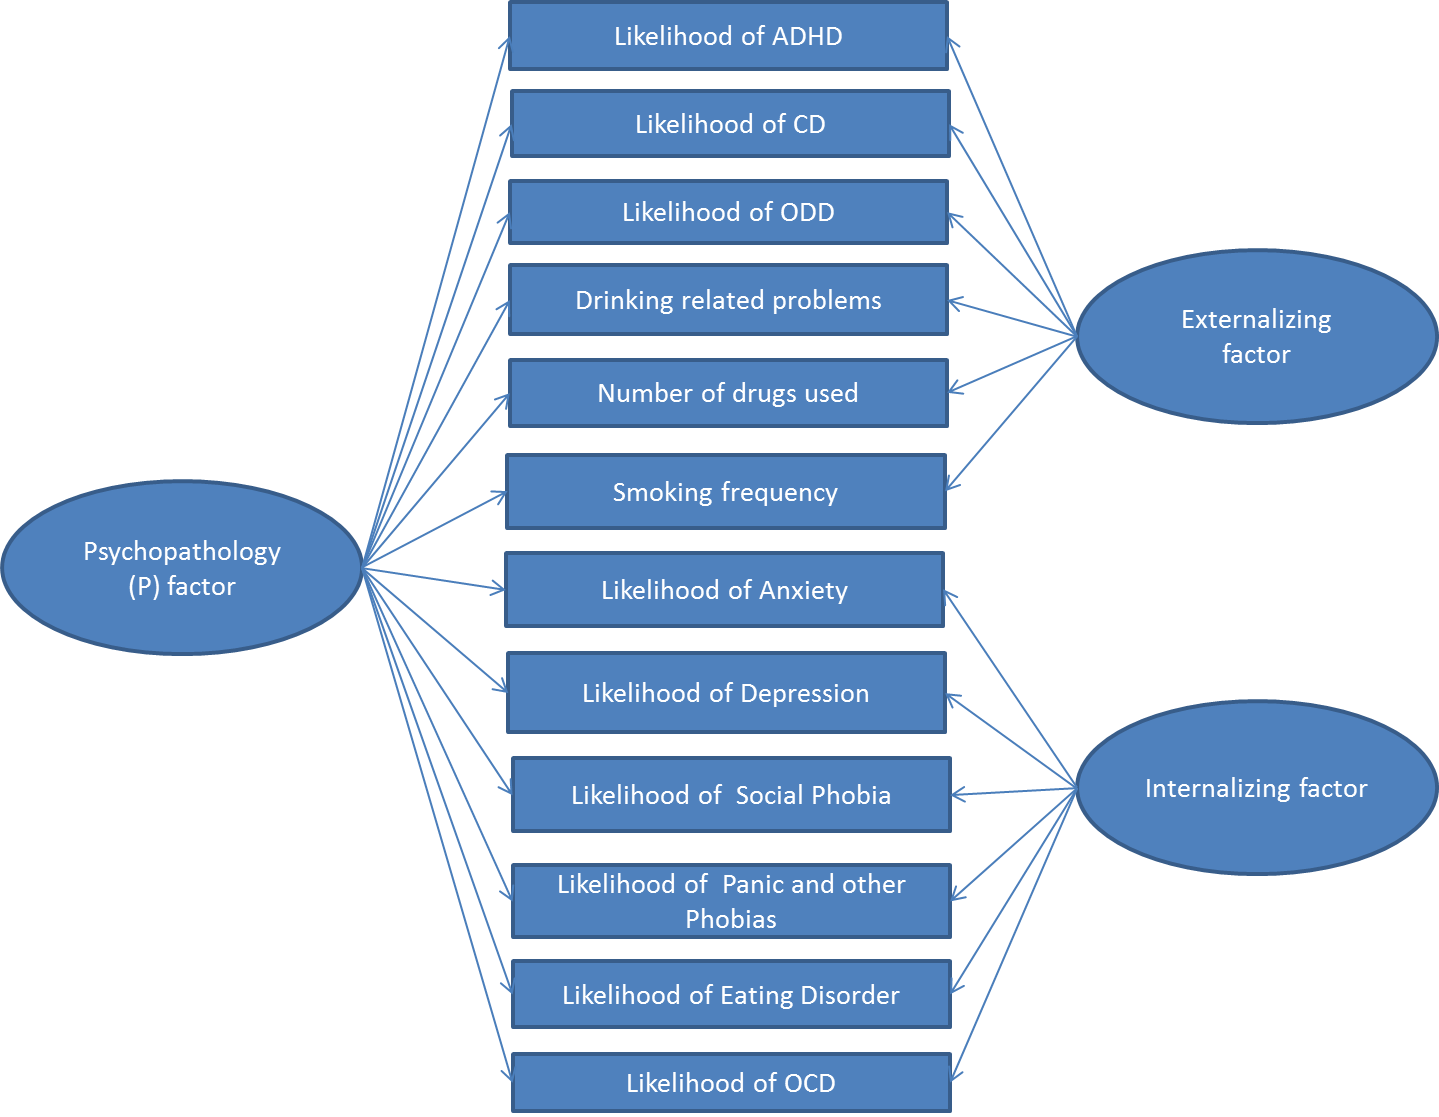 Likelihood of ADHD
Likelihood of CD
Likelihood of ODD
Drinking related problems
Number of drugs used
Smoking frequency
Likelihood of Anxiety
Likelihood of Depression
Likelihood of  Social Phobia
Likelihood of  Panic and other
Phobias
Likelihood of Eating Disorder
Likelihood of OCD
Psychopathology
(P) factor
Externalizing
factor
Internalizing factor